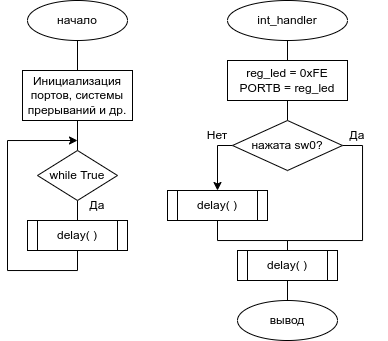 начало
Инициализация
портов, системы
прерываний и др.
while True
Да
delay( )
int_handler
reg_led = 0xFE
PORTB = reg_led
нажата sw0?
Нет
Да
delay( )
delay( )
вывод